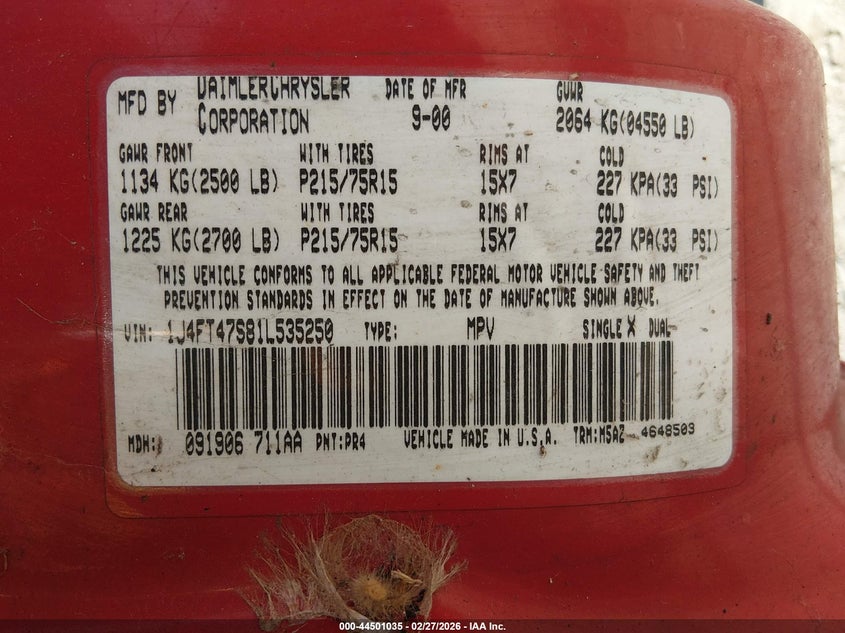 MFD BY DAIMLERCHRYSLER CORPORATION DATE OF MFR 9-00 GVWR 2064 KG(04550 LB)
GAWR FRONT WITH TIRES RIMS AT COLD
1134 KG(2500 LB) P215/75R15 15X7 227 KPA(33 PSI)
GAWR REAR WITH TIRES RIMS AT COLD
1225 KG(2700 LB) P215/75R15 15X7 227 KPA(33 PSI)
THIS VEHICLE CONFORMS TO ALL APPLICABLE FEDERAL MOTOR VEHICLE SAFETY AND THEFT
PREVENTION STANDARDS IN EFFECT ON THE DATE OF MANUFACTURE SHOWN ABOVE.
VIN: 1J4FT47S81L535250 TYPE: MPV SINGLE X DUAL
MDH: 091906 711AA PNT:PR4 VEHICLE MADE IN U.S.A. TRM:M5AZ 4648503
000-44501035 - 02/27/2026 - IAA Inc.